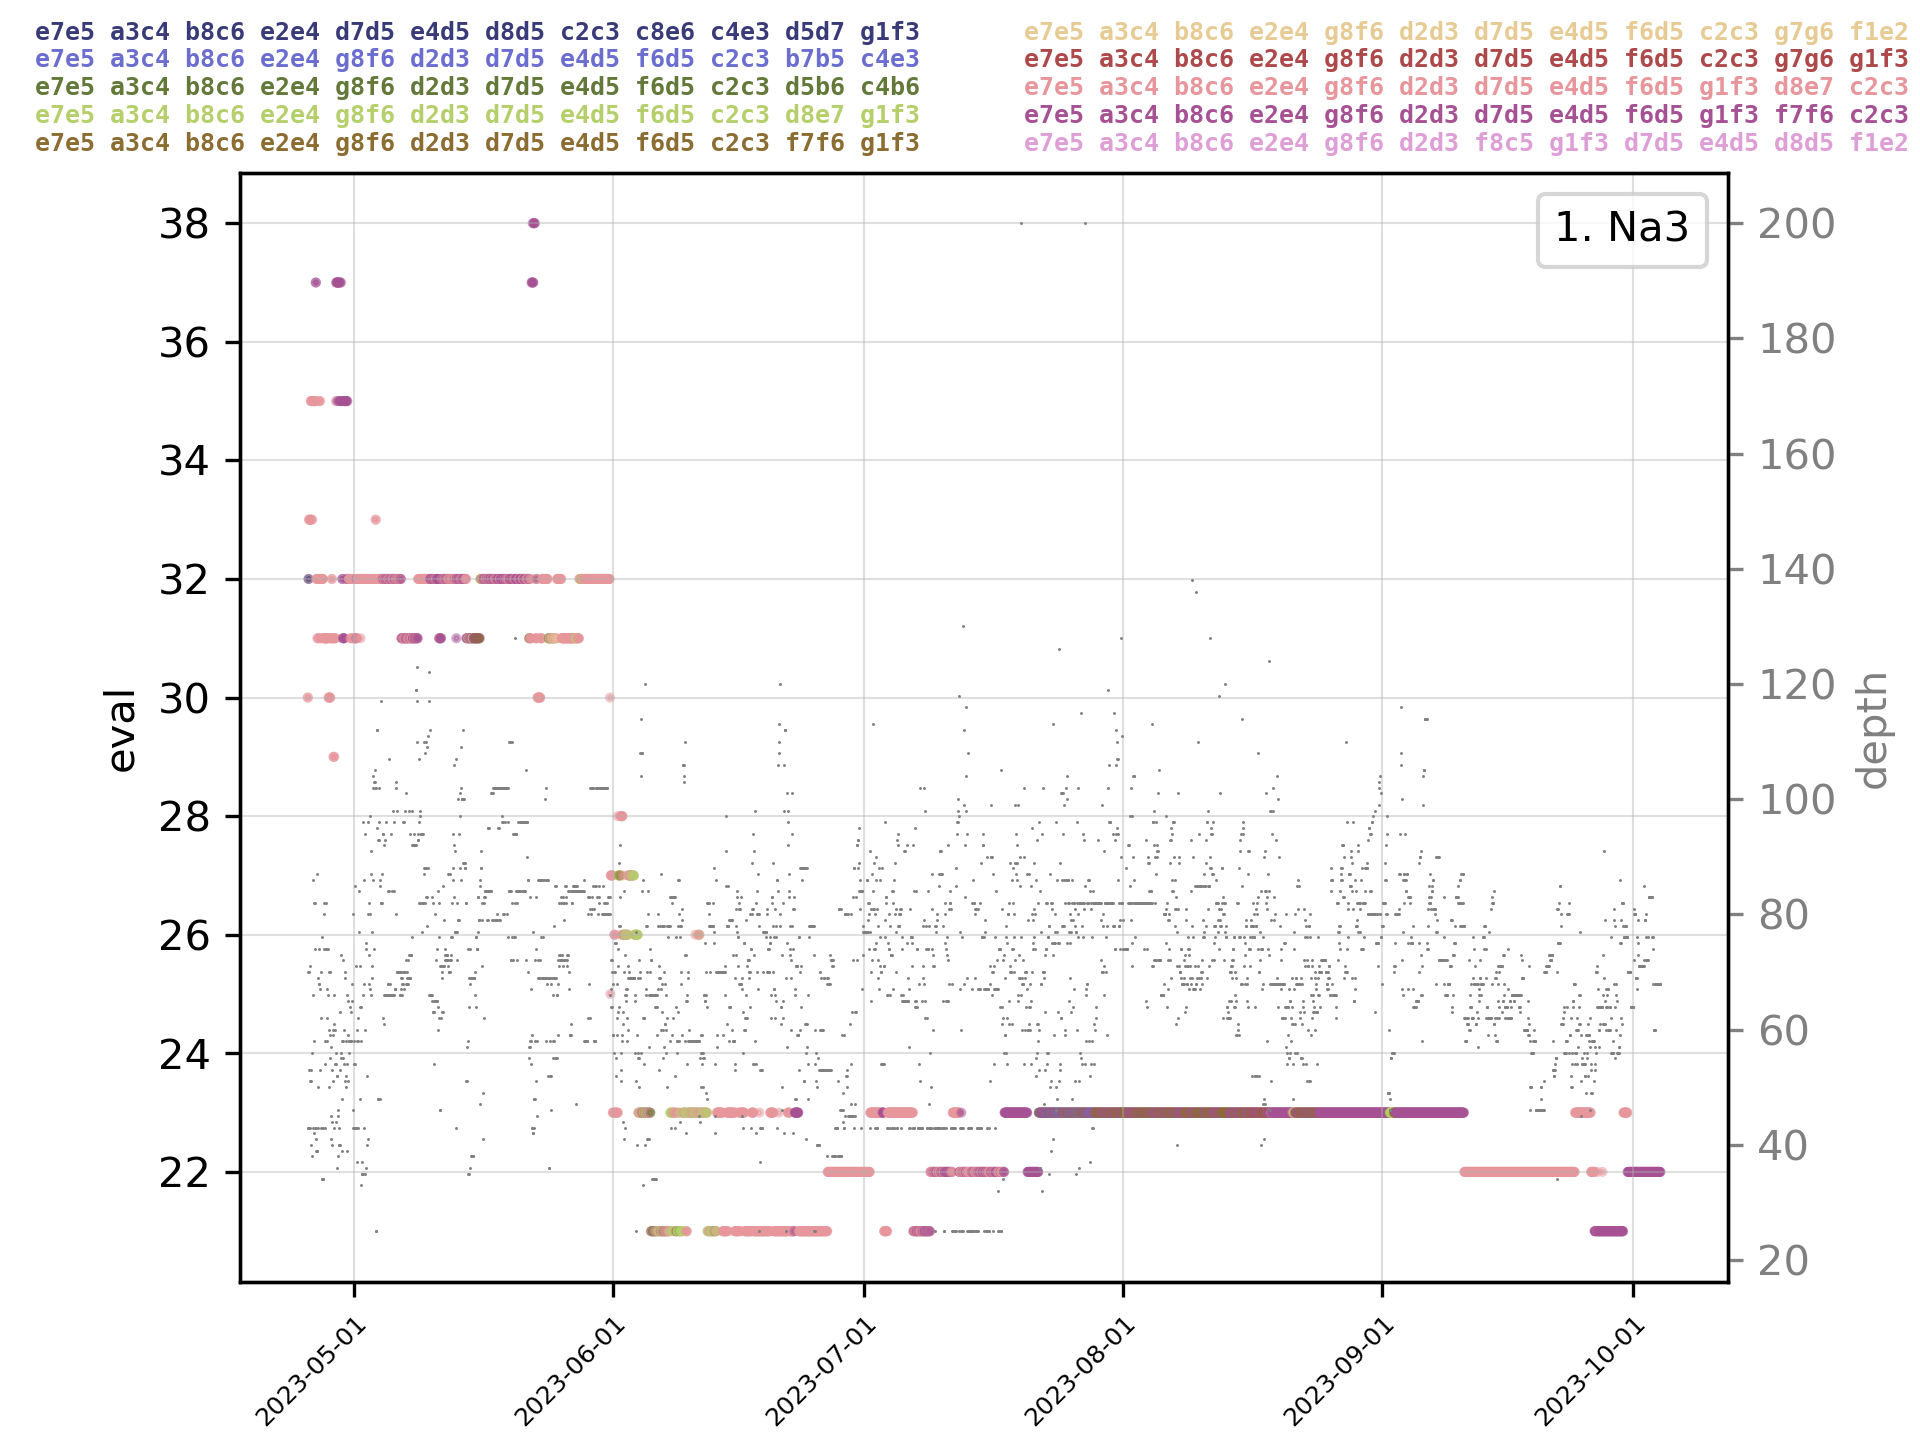 e7e5 a3c4 b8c6 e2e4 d7d5 e4d5 d8d5 c2c3 c8e6 c4e3 d5d7 g1f3
e7e5 a3c4 b8c6 e2e4 g8f6 d2d3 d7d5 e4d5 f6d5 c2c3 b7b5 c4e3
e7e5 a3c4 b8c6 e2e4 g8f6 d2d3 d7d5 e4d5 f6d5 c2c3 d5b6 c4b6
e7e5 a3c4 b8c6 e2e4 g8f6 d2d3 d7d5 e4d5 f6d5 c2c3 d8e7 g1f3
e7e5 a3c4 b8c6 e2e4 g8f6 d2d3 d7d5 e4d5 f6d5 c2c3 f7f6 g1f3
e7e5 a3c4 b8c6 e2e4 g8f6 d2d3 d7d5 e4d5 f6d5 c2c3 g7g6 f1e2
e7e5 a3c4 b8c6 e2e4 g8f6 d2d3 d7d5 e4d5 f6d5 c2c3 g7g6 g1f3
e7e5 a3c4 b8c6 e2e4 g8f6 d2d3 d7d5 e4d5 f6d5 g1f3 d8e7 c2c3
e7e5 a3c4 b8c6 e2e4 g8f6 d2d3 d7d5 e4d5 f6d5 g1f3 f7f6 c2c3
e7e5 a3c4 b8c6 e2e4 g8f6 d2d3 f8c5 g1f3 d7d5 e4d5 d8d5 f1e2
1. Na3
eval
38
36
34
32
30
28
26
24
22
200
180
160
140
120
100
80
60
40
20
depth
2023-05-01
2023-06-01
2023-07-01
2023-08-01
2023-09-01
2023-10-01